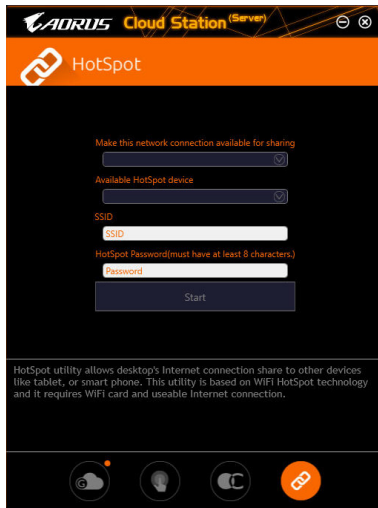 AORUS Cloud Station (Server)
HotSpot
Make this network connection available for sharing
Available HotSpot device
SSID
SSID
HotSpot Password(must have at least 8 characters.)
Password
Start
HotSpot utility allows desktop's Internet connection share to other devices
like tablet, or smart phone. This utility is based on WiFi HotSpot technology
and it requires WiFi card and useable Internet connection.
G